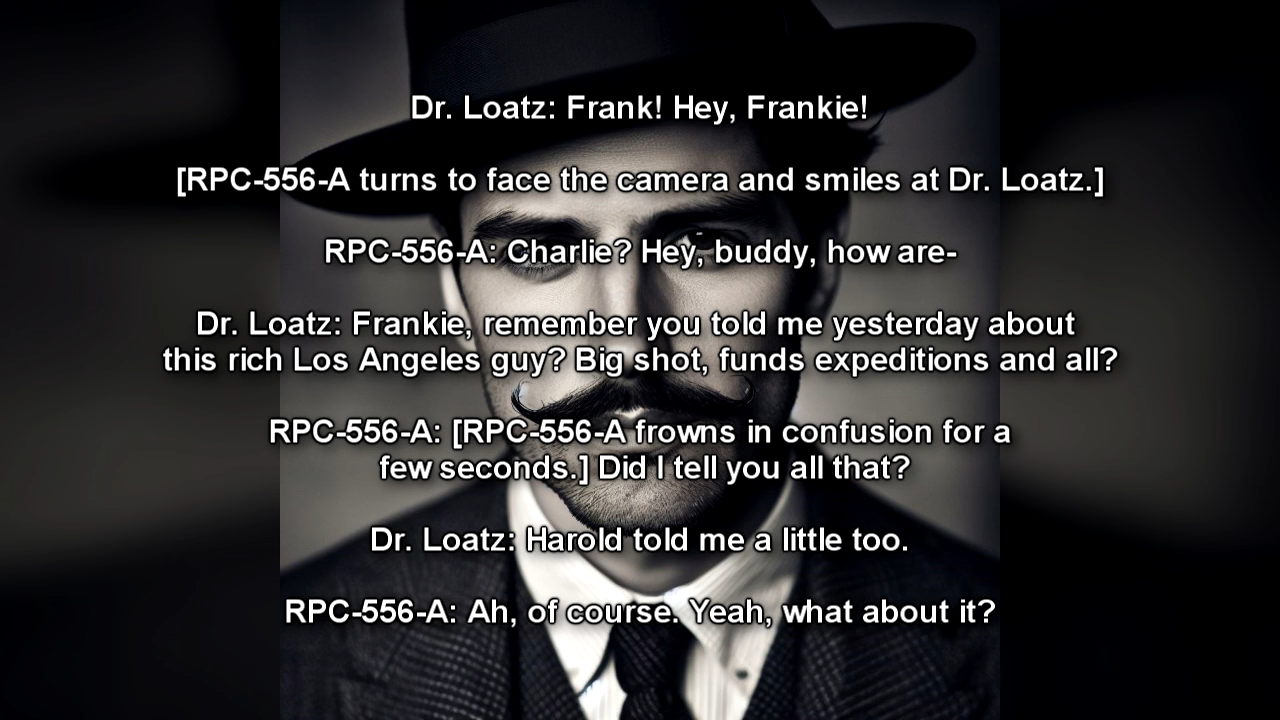 Dr. Loatz: Frank! Hey, Frankie!
[RPC-556-A turns to face the camera and smiles at Dr. Loatz.]
RPC-556-A: Charlie? Hey, buddy, how are-
Dr. Loatz: Frankie, remember you told me yesterday about
this rich Los Angeles guy? Big shot, funds expeditions and all?
RPC-556-A: [RPC-556-A frowns in confusion for a
few seconds.] Did I tell you all that?
Dr. Loatz: Harold told me a little too.
RPC-556-A: Ah, of course. Yeah, what about it?